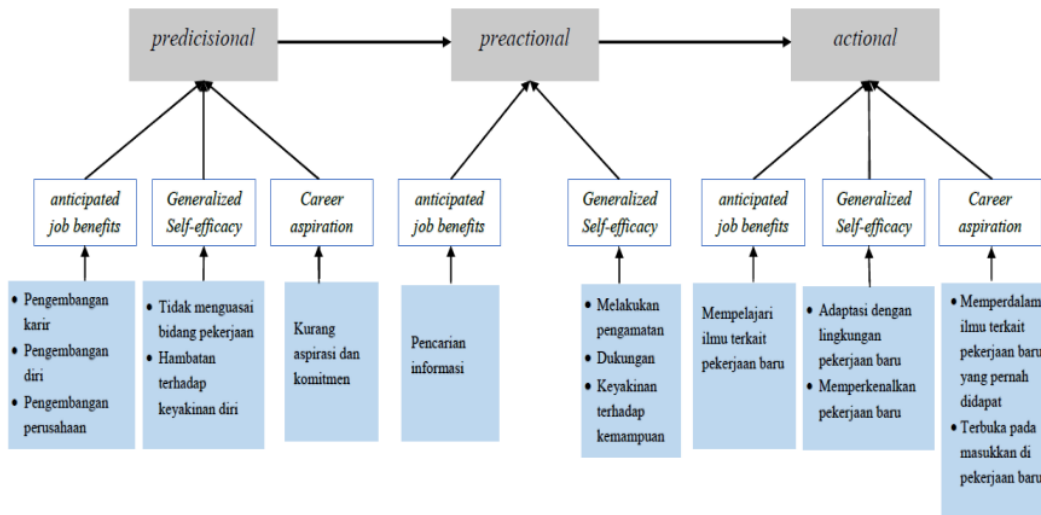 predicisional
preactional
actional
anticipated
job benefits
Generalized
Self-efficacy
Career
aspiration
anticipated
job benefits
Generalized
Self-efficacy
anticipated
job benefits
Generalized
Self-efficacy
Career
aspiration
• Pengembangan
karir
• Pengembangan
diri
• Pengembangan
perusahaan
• Tidak menguasai
bidang pekerjaan
• Hambatan
terhadap
keyakinan diri
Kurang
aspirasi dan
komitmen
Pencarian
informasi
• Melakukan
pengamatan
• Dukungan
• Keyakinan
terhadap
kemampuan
Mempelajari
ilmu terkait
pekerjaan baru
• Adaptasi dengan
lingkungan
pekerjaan baru
• Memperkenalkan
pekerjaan baru
• Memperdalam
ilmu terkait
pekerjaan baru
yang pernah
didapat
• Terbuka pada
masukkan di
pekerjaan baru